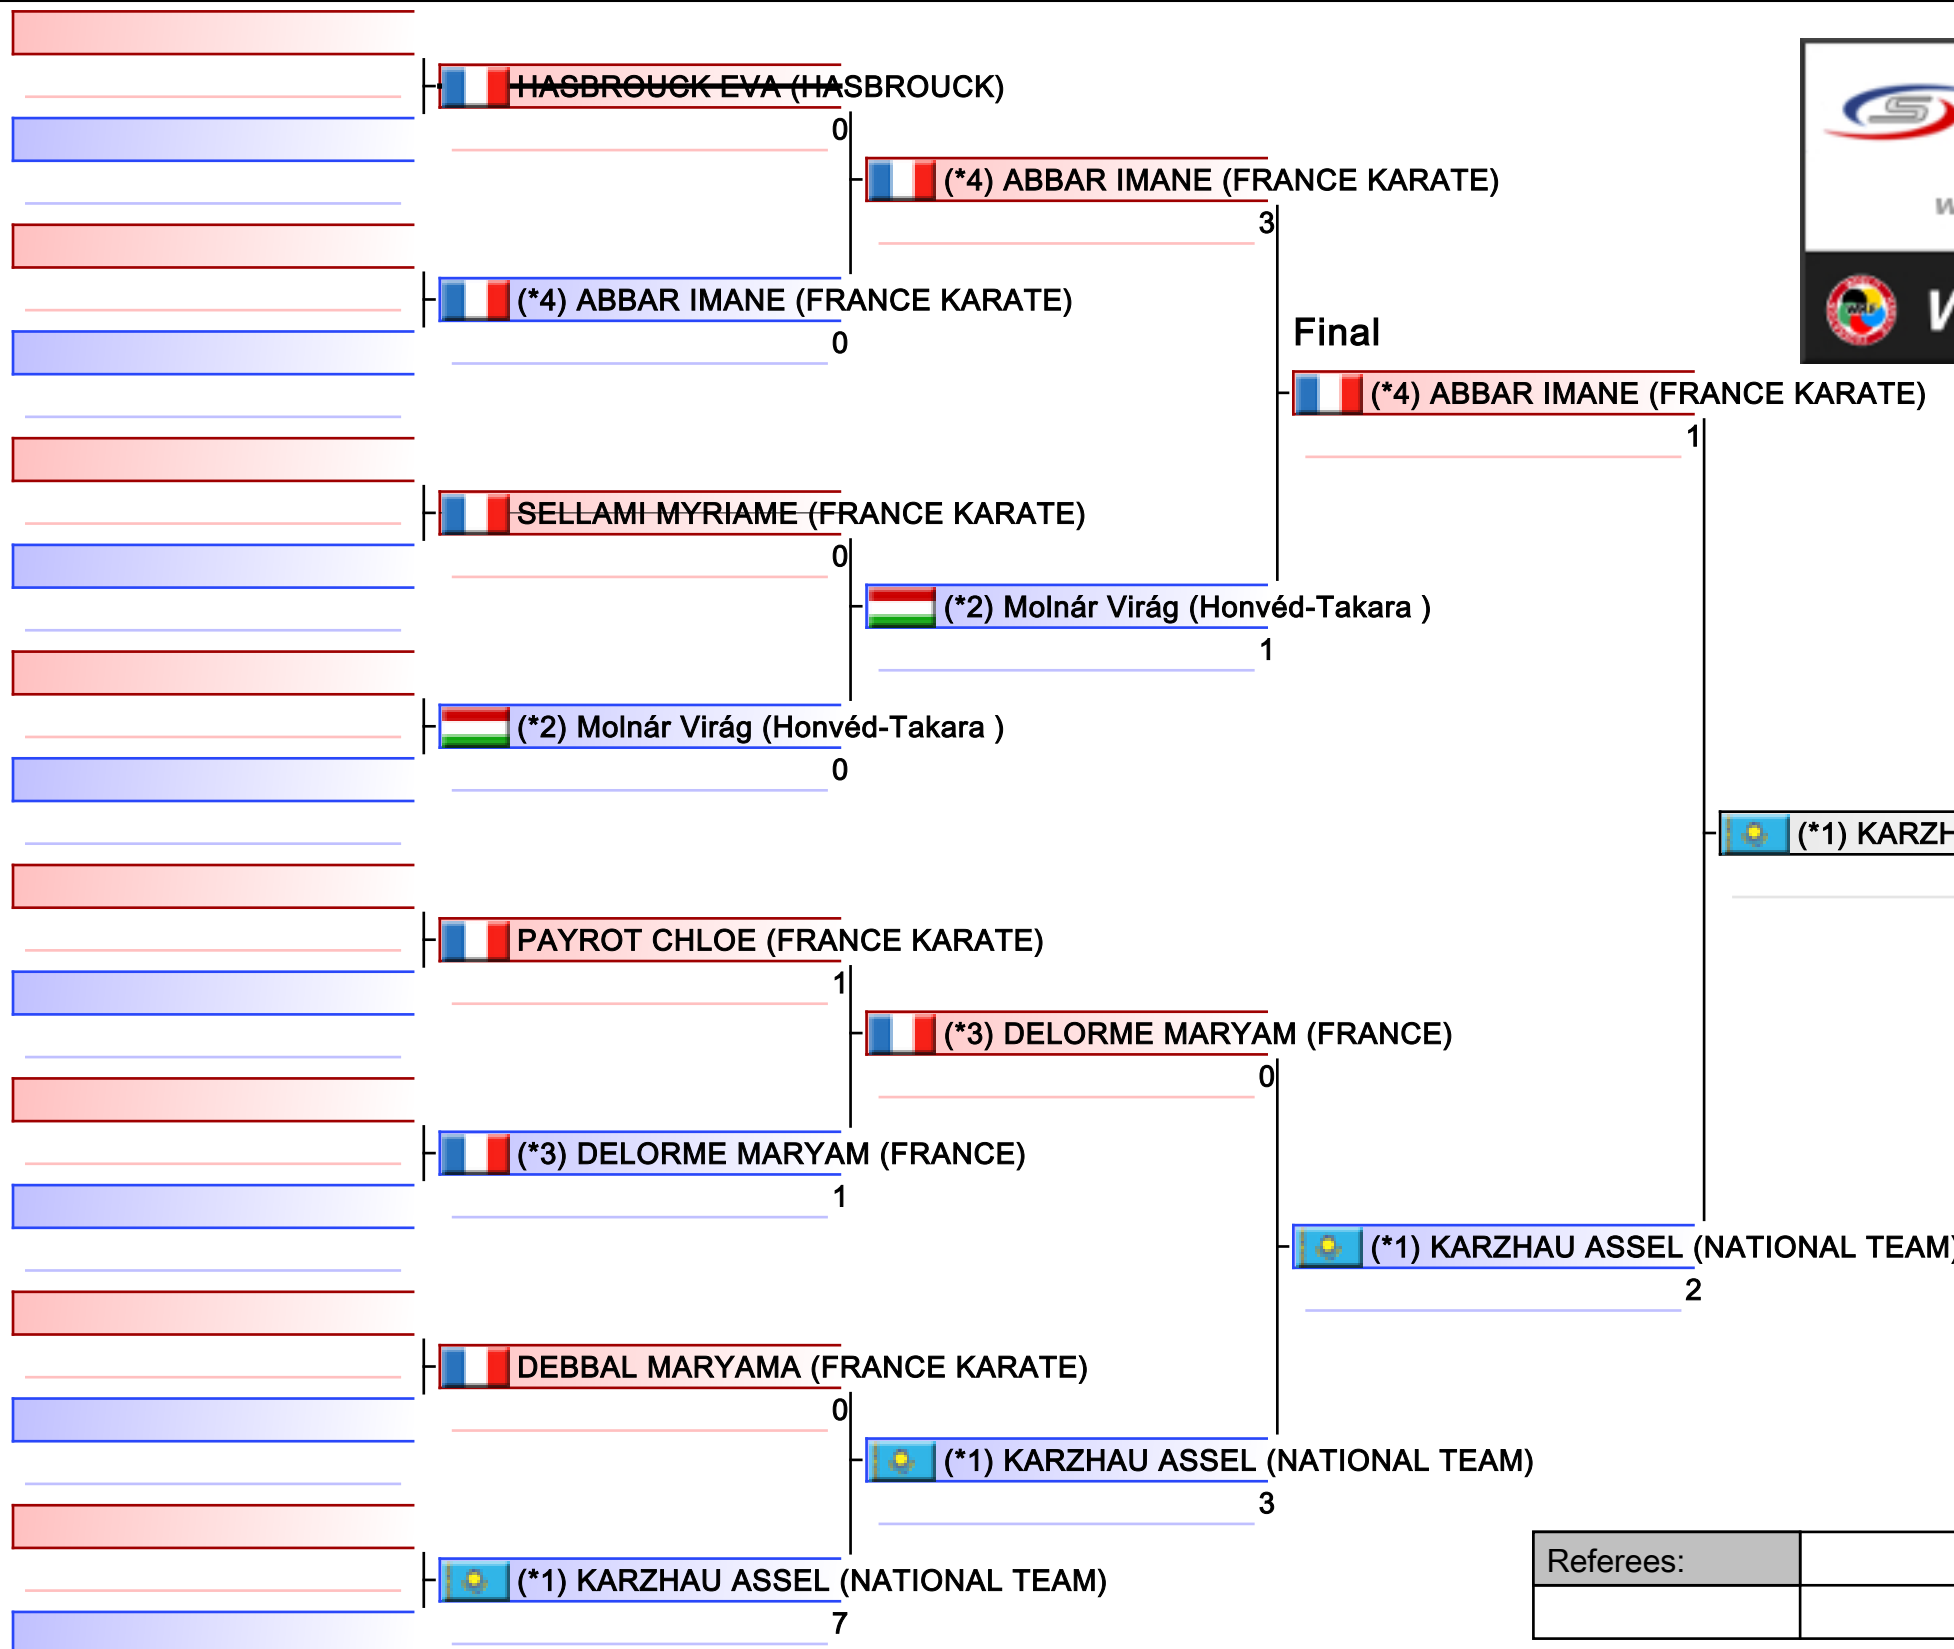 HASBROUCK EVA (HASBROUCK)
0
(*4) ABBAR IMANE (FRANCE KARATE)
3
(*4) ABBAR IMANE (FRANCE KARATE)
0
Final
(*4) ABBAR IMANE (FRANCE KARATE)
1
SELLAMI MYRIAME (FRANCE KARATE)
0
(*2) Molnár Virág (Honvéd-Takara )
1
(*2) Molnár Virág (Honvéd-Takara )
0
(*1) KARZH
PAYROT CHLOE (FRANCE KARATE)
1
(*3) DELORME MARYAM (FRANCE)
0
(*3) DELORME MARYAM (FRANCE)
1
(*1) KARZHAU ASSEL (NATIONAL TEAM)
2
DEBBAL MARYAMA (FRANCE KARATE)
0
(*1) KARZHAU ASSEL (NATIONAL TEAM)
3
(*1) KARZHAU ASSEL (NATIONAL TEAM)
7
Referees: